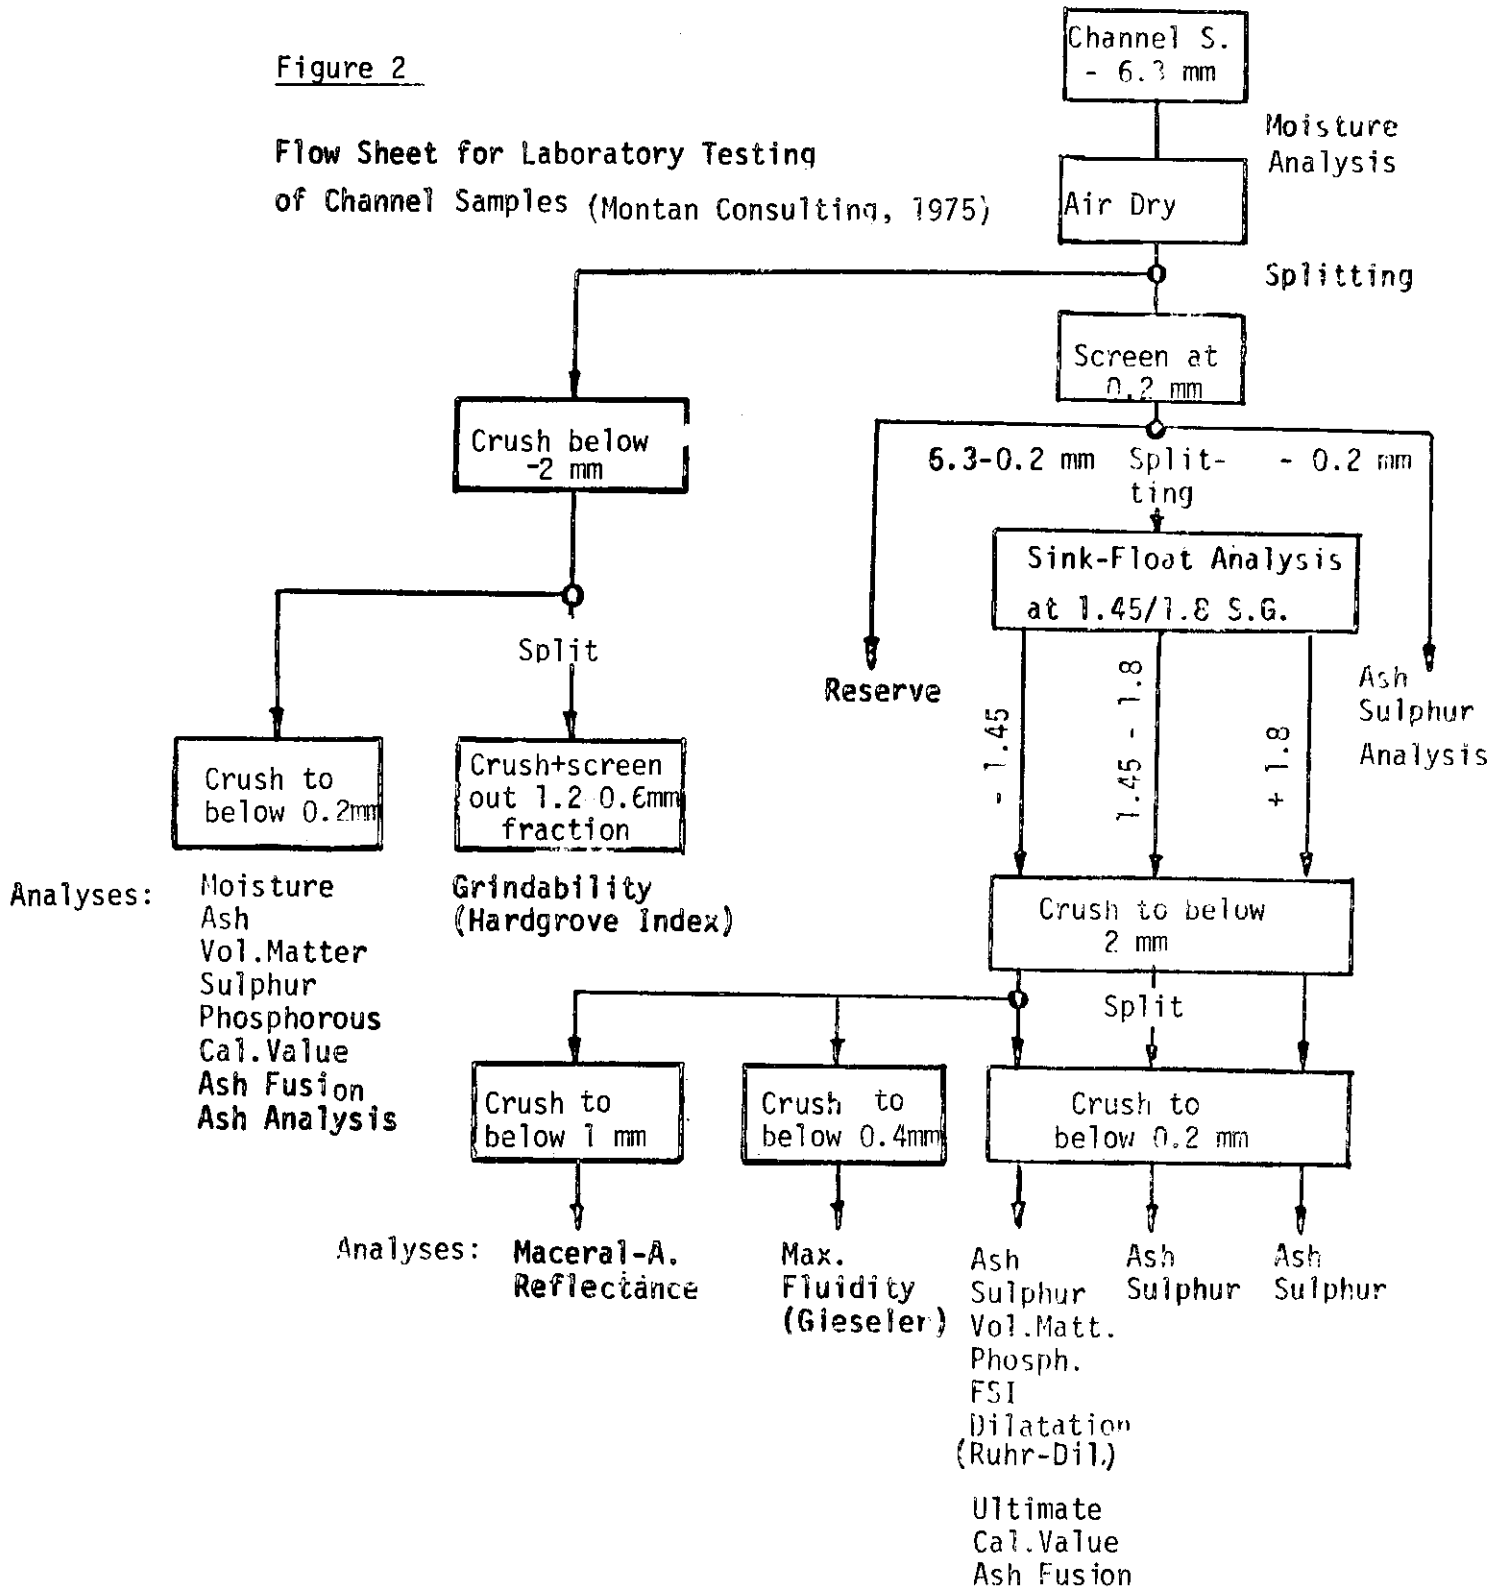 Figure 2
Flow Sheet for Laboratory Testing
of Channel Samples (Montan Consulting, 1975)
Channel S.
- 6.3 mm
Moisture
Analysis
Air Dry
Splitting
Screen at
0.2 mm
Crush below
-2 mm
6.3-0.2 mm
Split-
ting
- 0.2 mm
Sink-Float Analysis
at 1.45/1.8 S.G.
Split
Reserve
Ash
Sulphur
Analysis
- 1.45
1.45 - 1.8
+ 1.8
Crush to
below 0.2mm
Crush+screen
out 1.2 0.6mm
fraction
Analyses:
Moisture
Ash
Vol.Matter
Sulphur
Phosphorous
Cal.Value
Ash Fusion
Ash Analysis
Grindability
(Hardgrove Index)
Crush to below
2 mm
Split
Crush to
below 1 mm
Crush to
below 0.4mm
Crush to
below 0.2 mm
Analyses:
Maceral-A.
Reflectance
Max.
Fluidity
(Gieseler)
Ash
Sulphur
Vol.Matt.
Phosph.
FSI
Dilatation
(Ruhr-Dil.)
Ultimate
Cal.Value
Ash Fusion
Ash
Sulphur
Ash
Sulphur